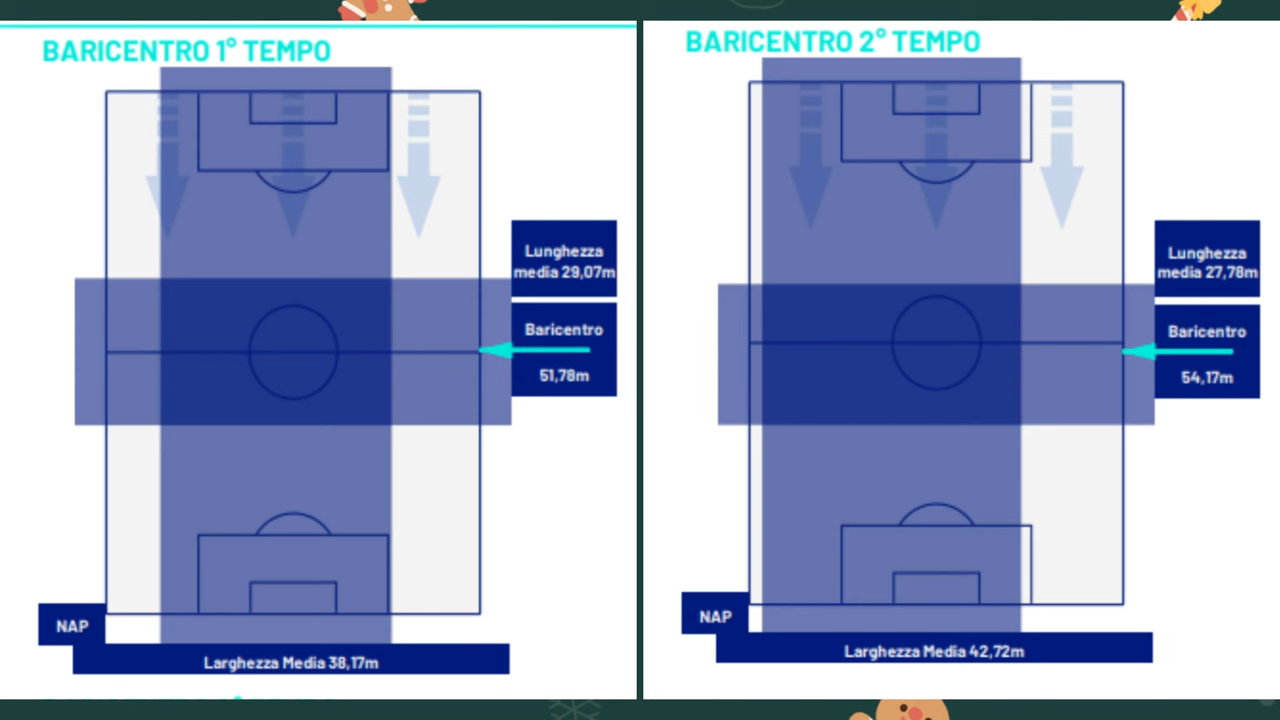 BARICENTRO 1° TEMPO
Lunghezza
media 29,07m
Baricentro
51,78m
NAP
Larghezza Media 38,17m
BARICENTRO 2° TEMPO
Lunghezza
media 27,78m
Baricentro
54,17m
NAP
Larghezza Media 42,72m